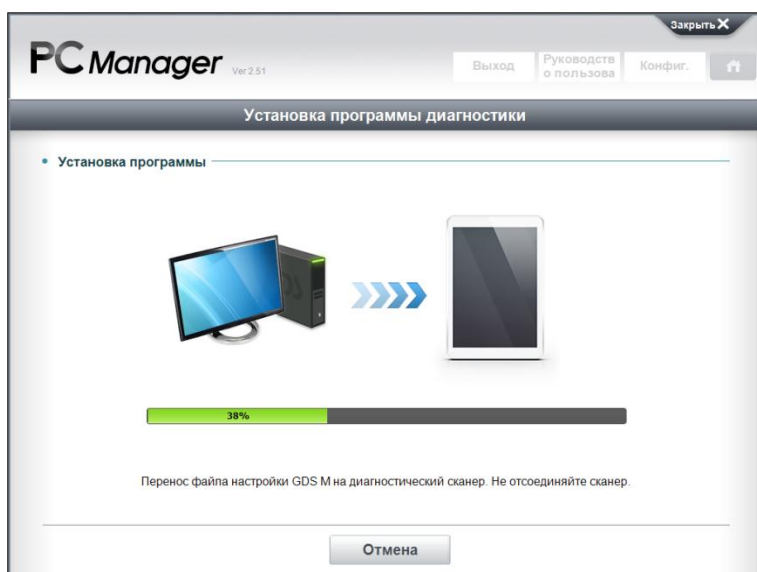 Закрыть X
PC Manager Ver 2.51
Выход
Руководств
о пользова
Конфиг.
Установка программы диагностики
• Установка программы
38%
Перенос файла настройки GDS M на диагностический сканер. Не отсоединяйте сканер.
Отмена